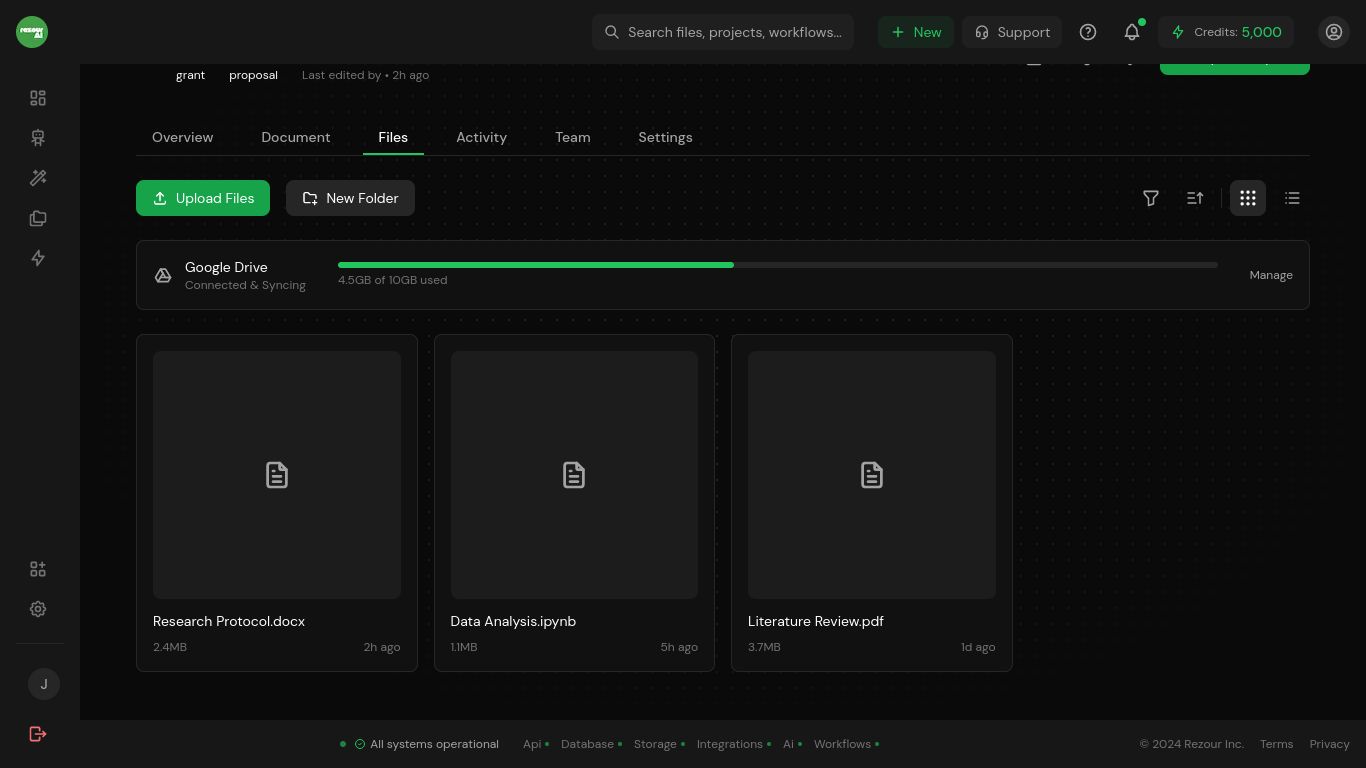 rezour
AI
Search files, projects, workflows...
New
Support
Credits: 5,000
grant proposal Last edited by • 2h ago
Overview Document Files Activity Team Settings
Upload Files
New Folder
Google Drive
Connected & Syncing
4.5GB of 10GB used
Manage
Research Protocol.docx
2.4MB 2h ago
Data Analysis.ipynb
1.1MB 5h ago
Literature Review.pdf
3.7MB 1d ago
J
All systems operational Api • Database • Storage • Integrations • Ai • Workflows •
© 2024 Rezour Inc. Terms Privacy